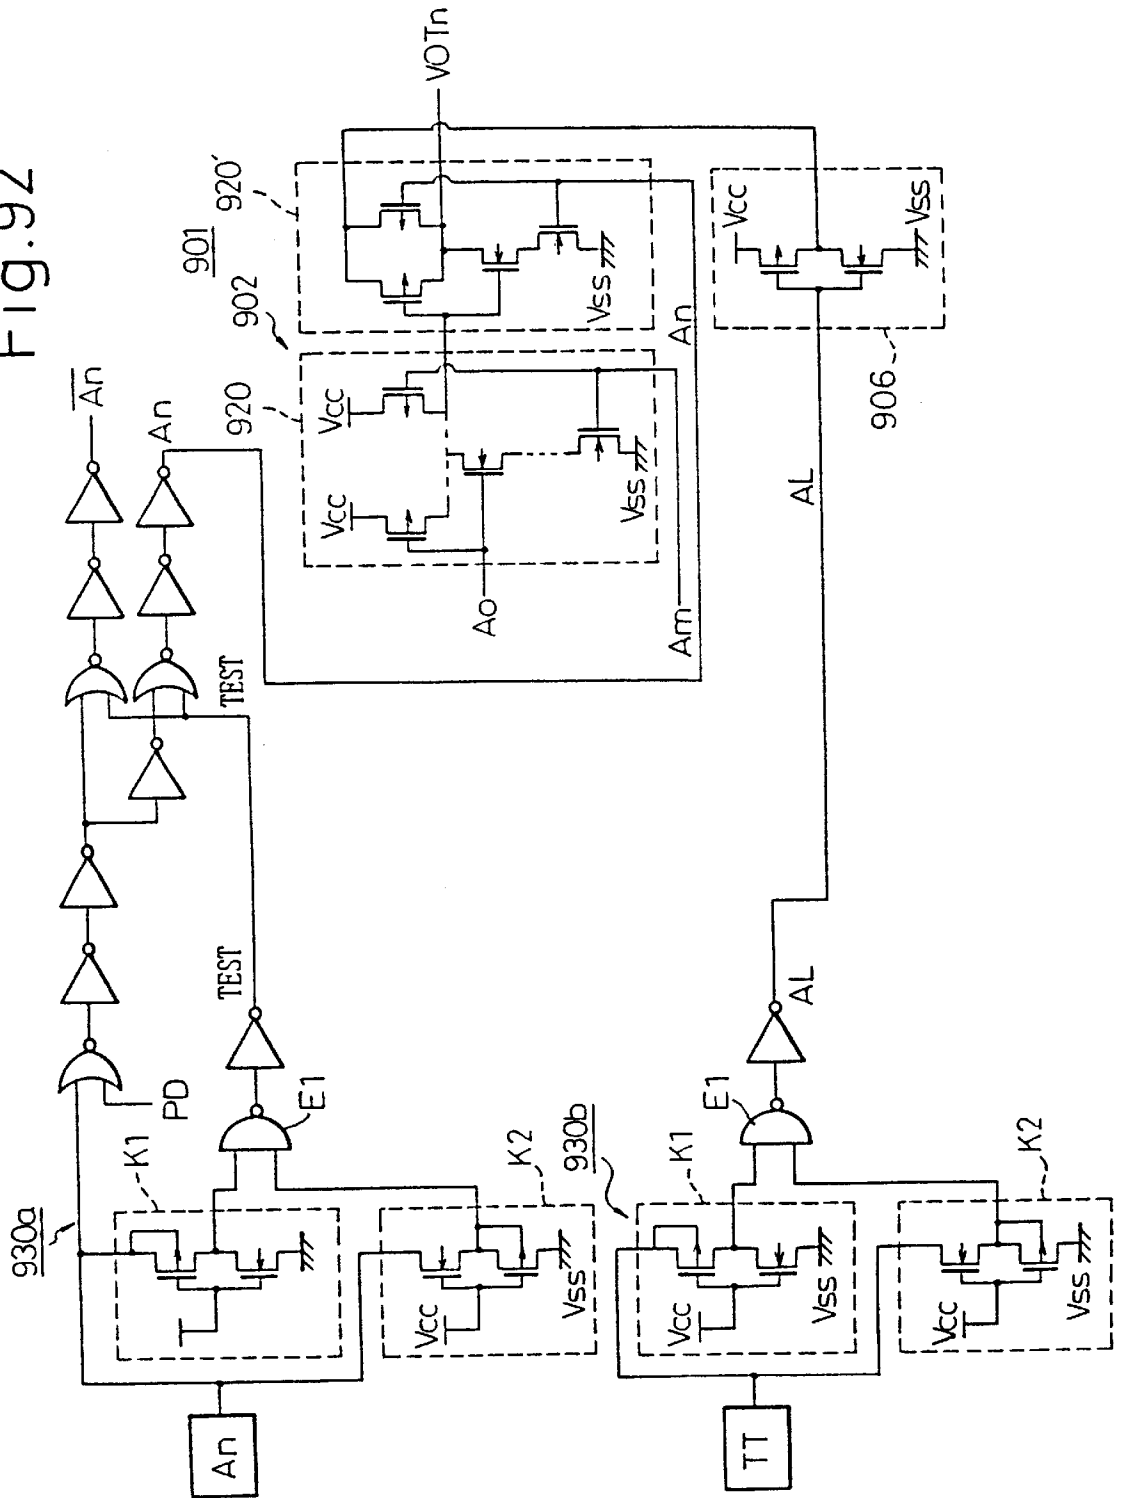 Fig.92
An
An
901
920'
VOTn
902
920
Vcc
Vcc
Vss
Vss
Ao
Am
An
Vcc
Vss
906
TEST
TEST
AL
AL
PD
930a
K1
E1
K2
Vcc
Vss
An
930b
E1
K1
Vcc
Vss
K2
Vcc
Vss
TT